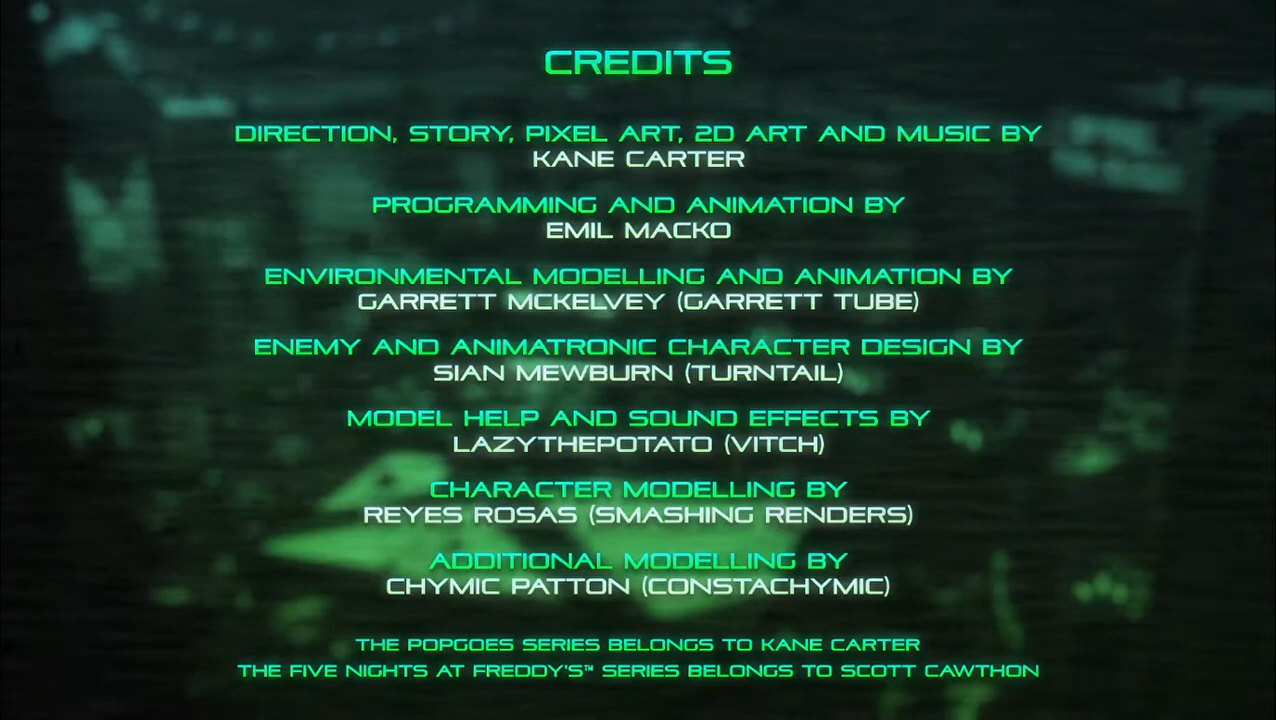 CREDITS
DIRECTION, STORY, PIXEL ART, 2D ART AND MUSIC BY
KANE CARTER
PROGRAMMING AND ANIMATION BY
EMIL MACKO
ENVIRONMENTAL MODELLING AND ANIMATION BY
GARRETT MCKELVEY (GARRETT TUBE)
ENEMY AND ANIMATRONIC CHARACTER DESIGN BY
SIAN MEWBURN (TURNTAIL)
MODEL HELP AND SOUND EFFECTS BY
LAZYTHEPOTATO (VITCH)
CHARACTER MODELLING BY
REYES ROSAS (SMASHING RENDERS)
ADDITIONAL MODELLING BY
CHYMIC PATTON (CONSTACHYMIC)
THE POPGOES SERIES BELONGS TO KANE CARTER
THE FIVE NIGHTS AT FREDDY'S™ SERIES BELONGS TO SCOTT CAWTHON